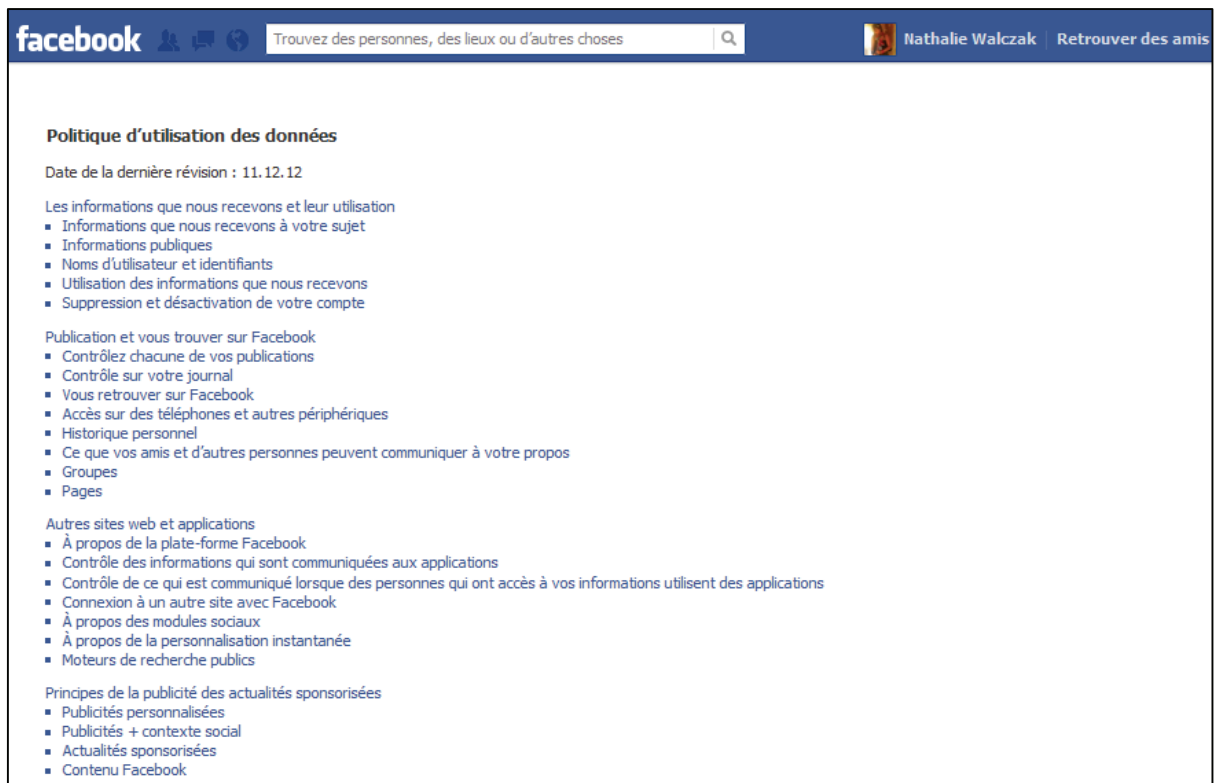 facebook
Trouvez des personnes, des lieux ou d'autres choses
Nathalie Walczak
Retrouver des amis
Politique d'utilisation des données
Date de la dernière révision : 11.12.12
Les informations que nous recevons et leur utilisation
Informations que nous recevons à votre sujet
Informations publiques
Noms d'utilisateur et identifiants
Utilisation des informations que nous recevons
Suppression et désactivation de votre compte
Publication et vous trouver sur Facebook
Contrôlez chacune de vos publications
Contrôle sur votre journal
Vous retrouver sur Facebook
Accès sur des téléphones et autres périphériques
Historique personnel
Ce que vos amis et d'autres personnes peuvent communiquer à votre propos
Groupes
Pages
Autres sites web et applications
À propos de la plate-forme Facebook
Contrôle des informations qui sont communiquées aux applications
Contrôle de ce qui est communiqué lorsque des personnes qui ont accès à vos informations utilisent des applications
Connexion à un autre site avec Facebook
À propos des modules sociaux
À propos de la personnalisation instantanée
Moteurs de recherche publics
Principes de la publicité des actualités sponsorisées
Publicités personnalisées
Publicités + contexte social
Actualités sponsorisées
Contenu Facebook